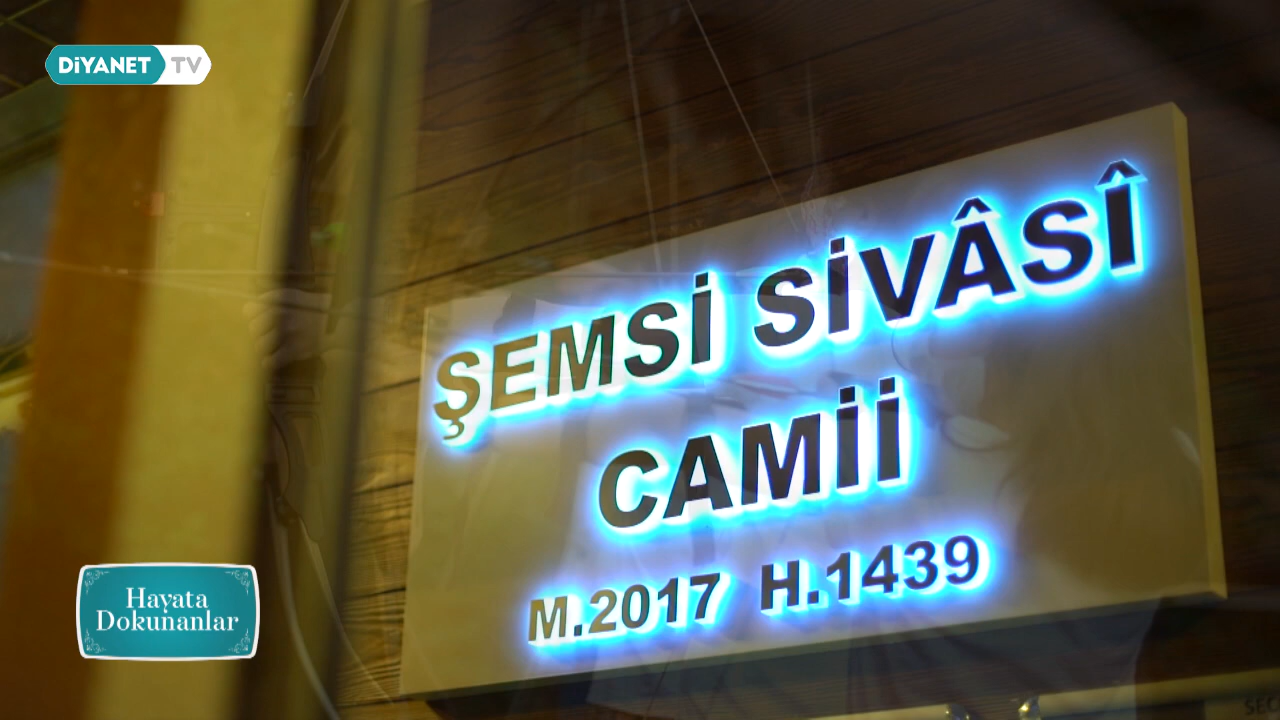 DİYANET TV
ŞEMSİ SİVÂSÎ
CAMİİ
M.2017 H.1439
Hayata
Dokunanlar